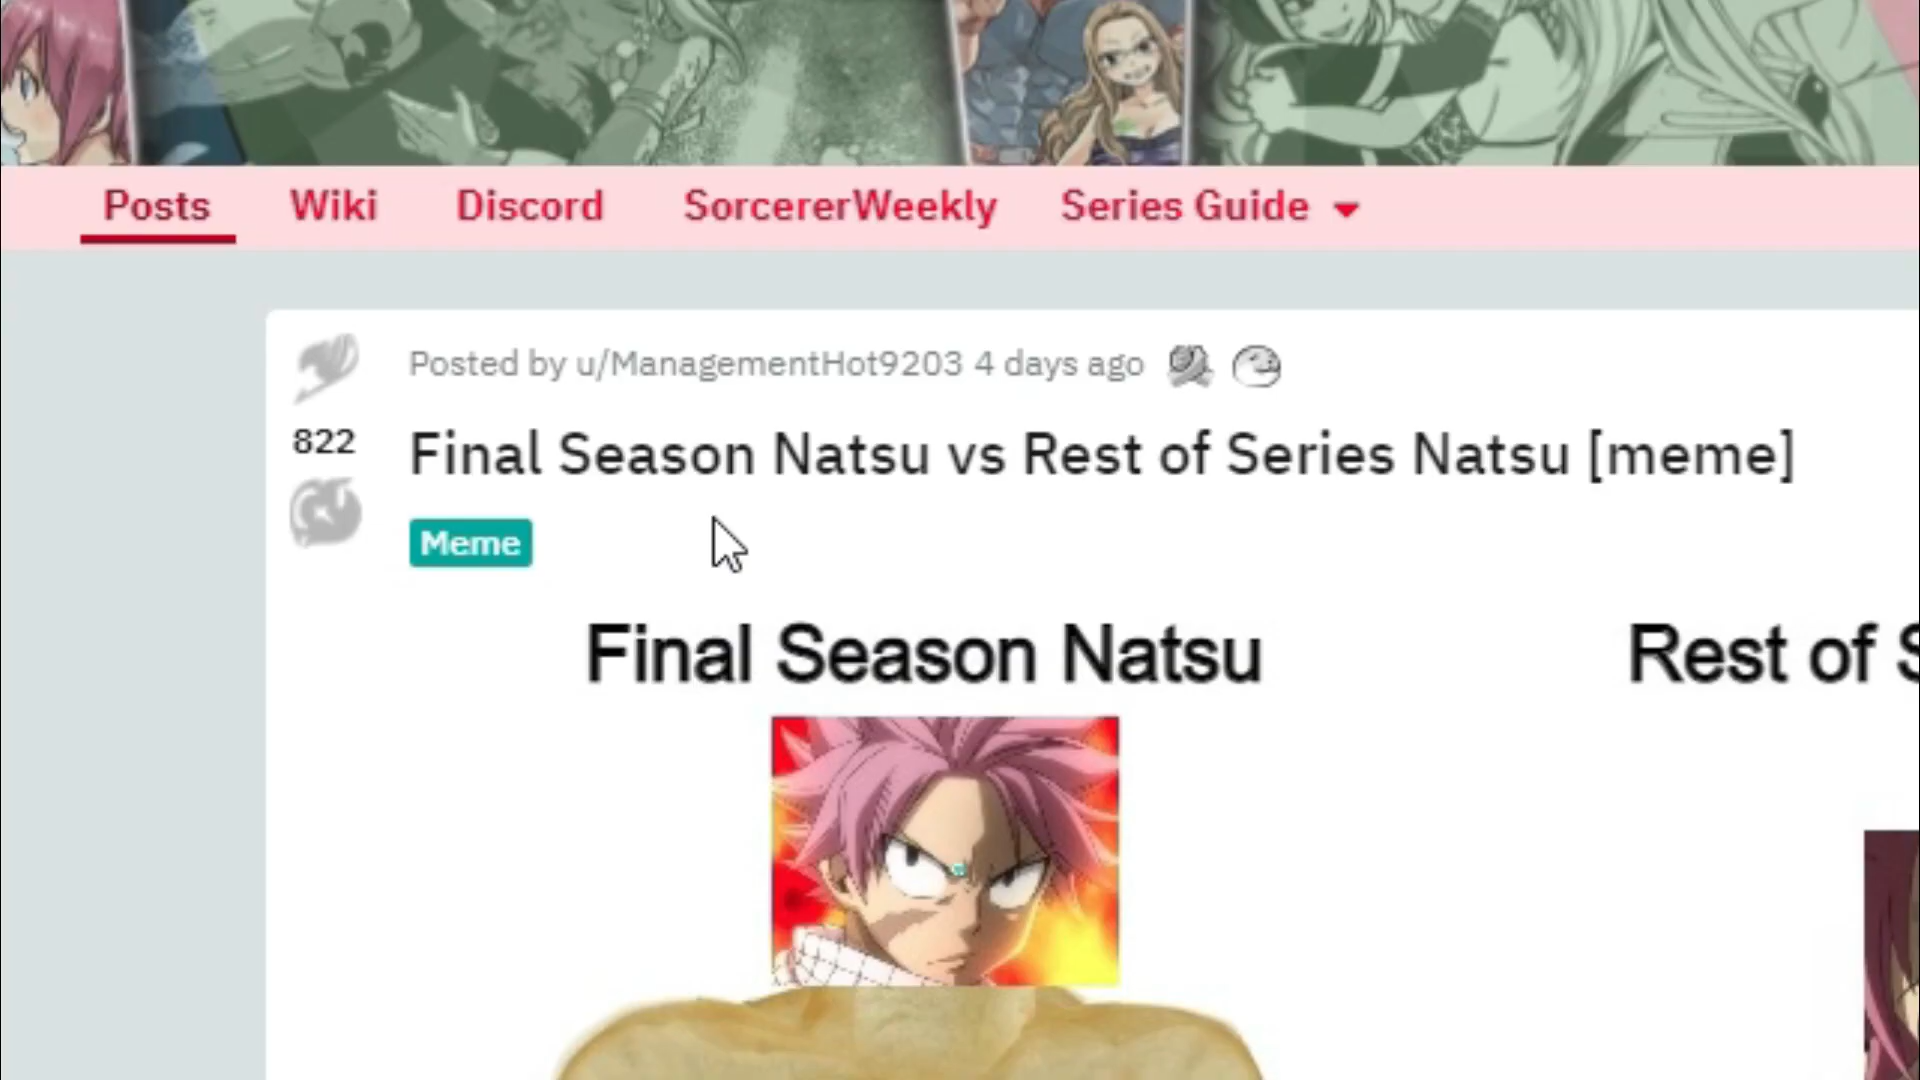 Posts Wiki Discord SorcererWeekly Series Guide
Posted by u/ManagementHot9203 4 days ago
822
Final Season Natsu vs Rest of Series Natsu [meme]
Meme
Final Season Natsu
Rest of